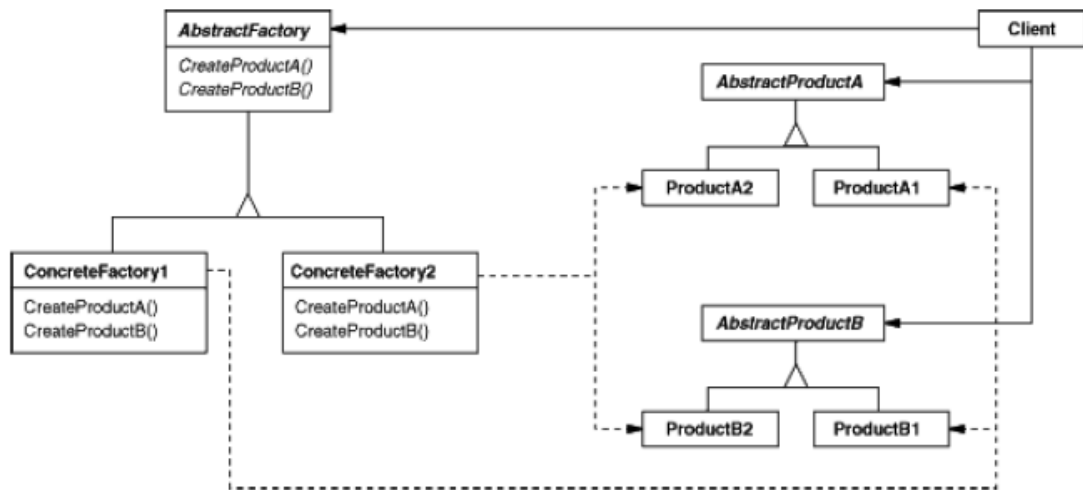 AbstractFactory
CreateProductA()
CreateProductB()
Client
AbstractProductA
ProductA2
ProductA1
ConcreteFactory1
CreateProductA()
CreateProductB()
ConcreteFactory2
CreateProductA()
CreateProductB()
AbstractProductB
ProductB2
ProductB1